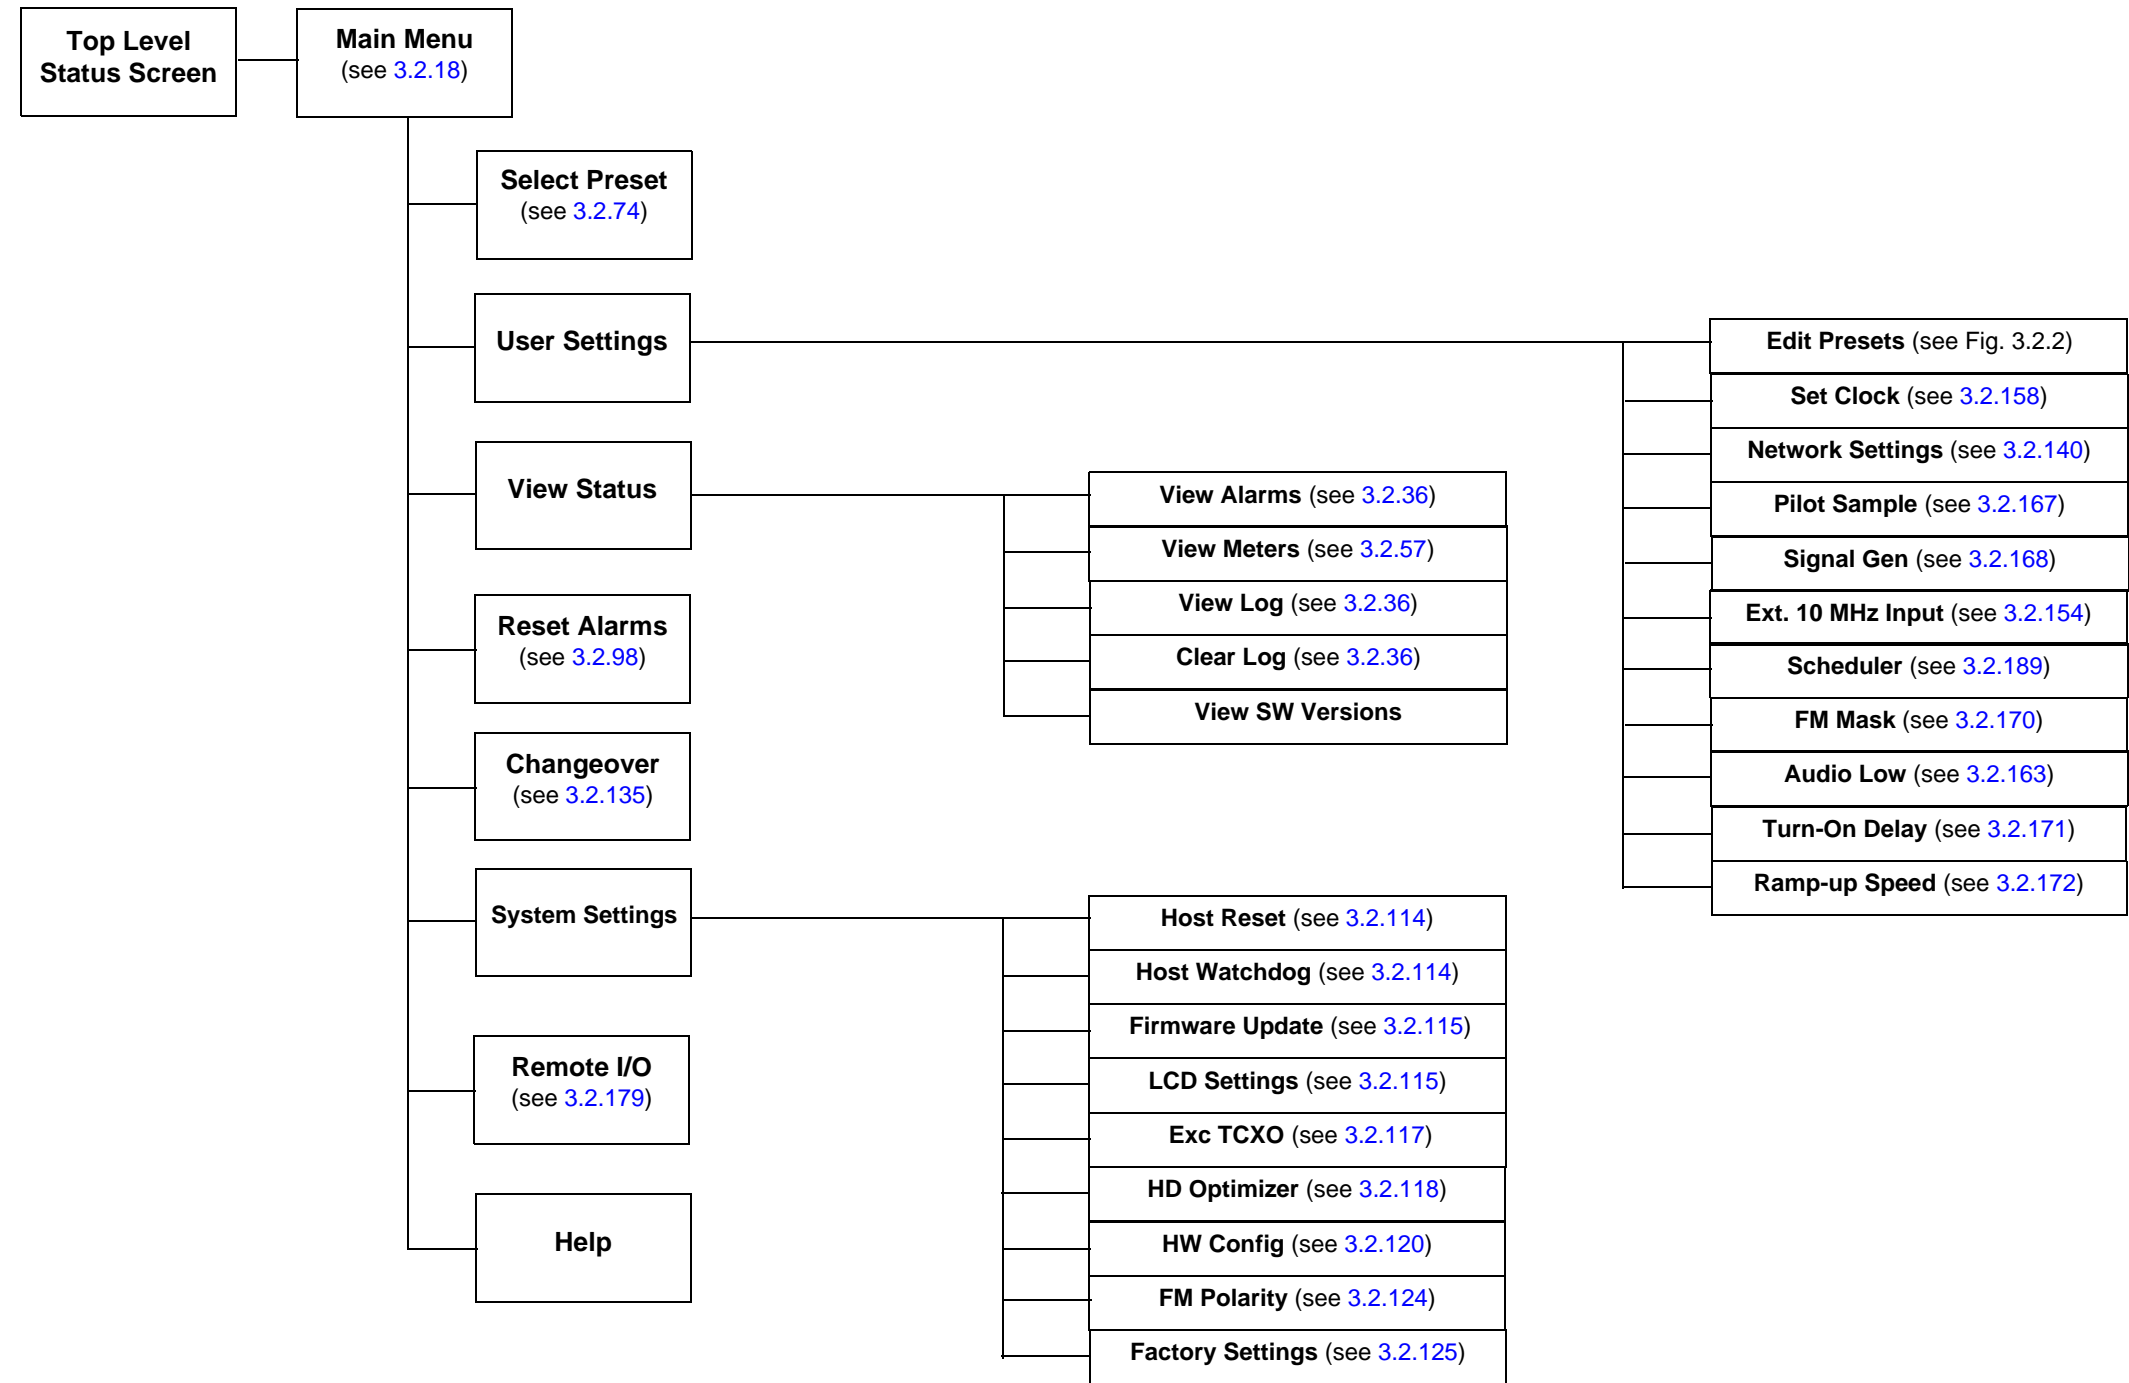 Top Level
Status Screen
Main Menu
(see 3.2.18)
Select Preset
(see 3.2.74)
User Settings
View Status
Reset Alarms
(see 3.2.98)
Changeover
(see 3.2.135)
System Settings
Remote I/O
(see 3.2.179)
Help
View Alarms (see 3.2.36)
View Meters (see 3.2.57)
View Log (see 3.2.36)
Clear Log (see 3.2.36)
View SW Versions
Host Reset (see 3.2.114)
Host Watchdog (see 3.2.114)
Firmware Update (see 3.2.115)
LCD Settings (see 3.2.115)
Exc TCXO (see 3.2.117)
HD Optimizer (see 3.2.118)
HW Config (see 3.2.120)
FM Polarity (see 3.2.124)
Factory Settings (see 3.2.125)
Edit Presets (see Fig. 3.2.2)
Set Clock (see 3.2.158)
Network Settings (see 3.2.140)
Pilot Sample (see 3.2.167)
Signal Gen (see 3.2.168)
Ext. 10 MHz Input (see 3.2.154)
Scheduler (see 3.2.189)
FM Mask (see 3.2.170)
Audio Low (see 3.2.163)
Turn-On Delay (see 3.2.171)
Ramp-up Speed (see 3.2.172)